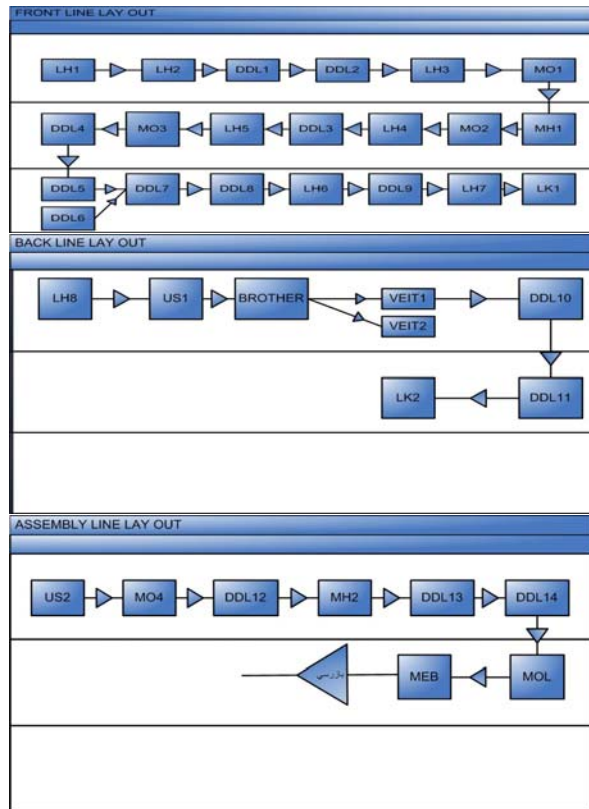 FRONT LINE LAY OUT
LH1 LH2 DDL1 DDL2 LH3 MO1
DDL4 MO3 LH5 DDL3 LH4 MO2 MH1
DDL5 DDL7 DDL8 LH6 DDL9 LH7 LK1
DDL6
BACK LINE LAY OUT
LH8 US1 BROTHER VEIT1 DDL10
VEIT2
LK2 DDL11
ASSEMBLY LINE LAY OUT
US2 MO4 DDL12 MH2 DDL13 DDL14
بازرسي MEB MOL